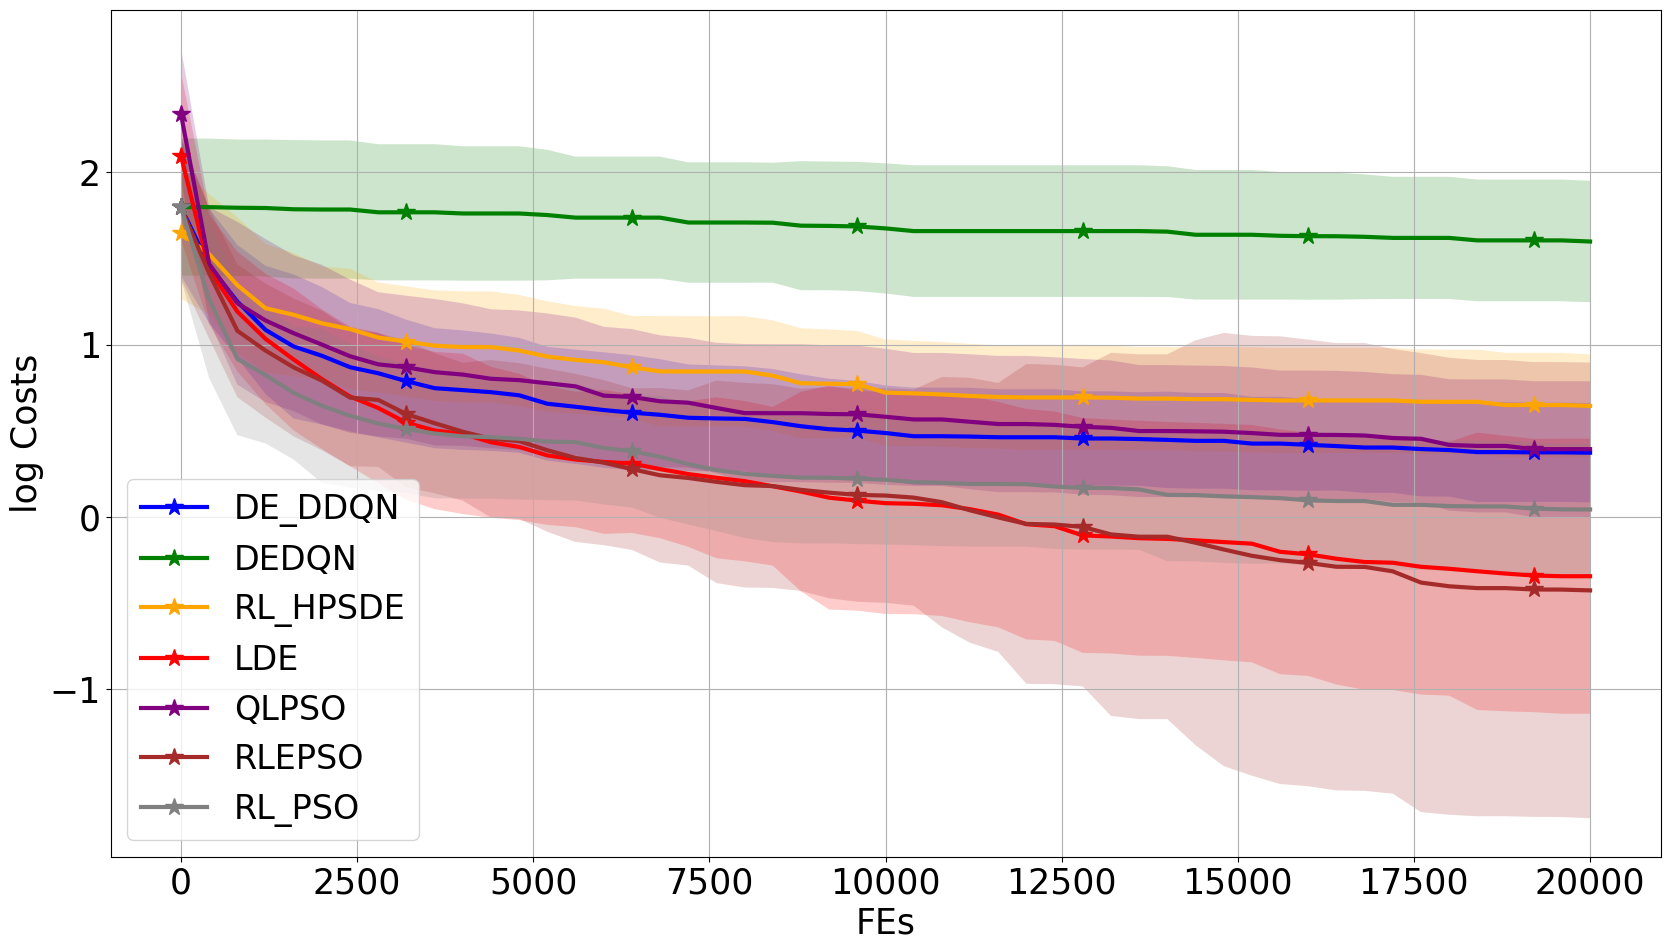 log Costs
2
1
0
−1
DE_DDQN
DEDQN
RL_HPSDE
LDE
QLPSO
RLEPSO
RL_PSO
0 2500 5000 7500 10000 12500 15000 17500 20000
FEs